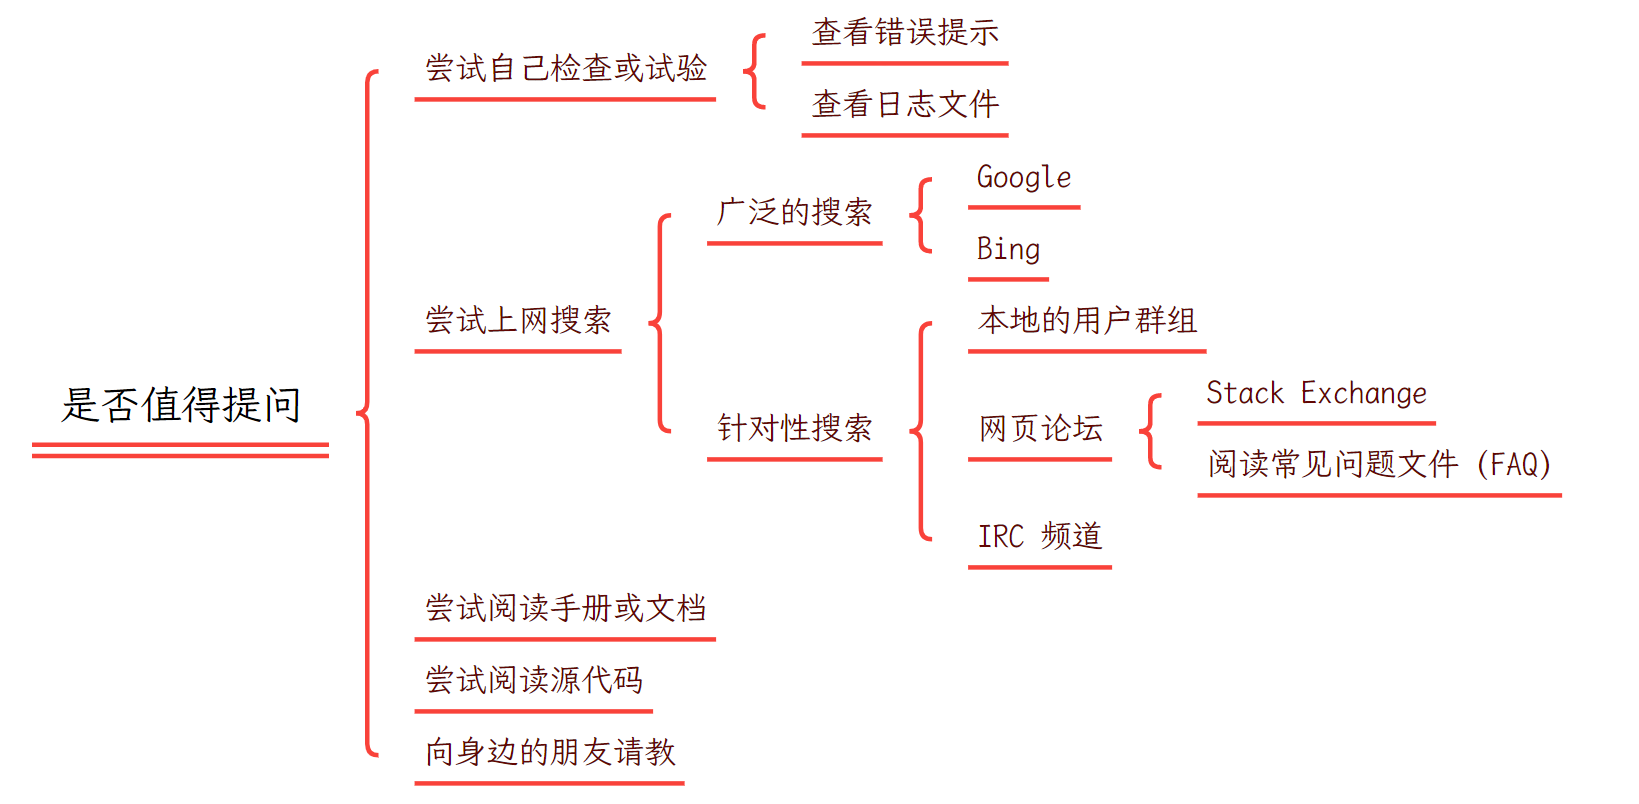 是否值得提问
尝试自己检查或试验
查看错误提示
查看日志文件
尝试上网搜索
广泛的搜索
Google
Bing
针对性搜索
本地的用户群组
网页论坛
Stack Exchange
阅读常见问题文件（FAQ）
IRC 频道
尝试阅读手册或文档
尝试阅读源代码
向身边的朋友请教